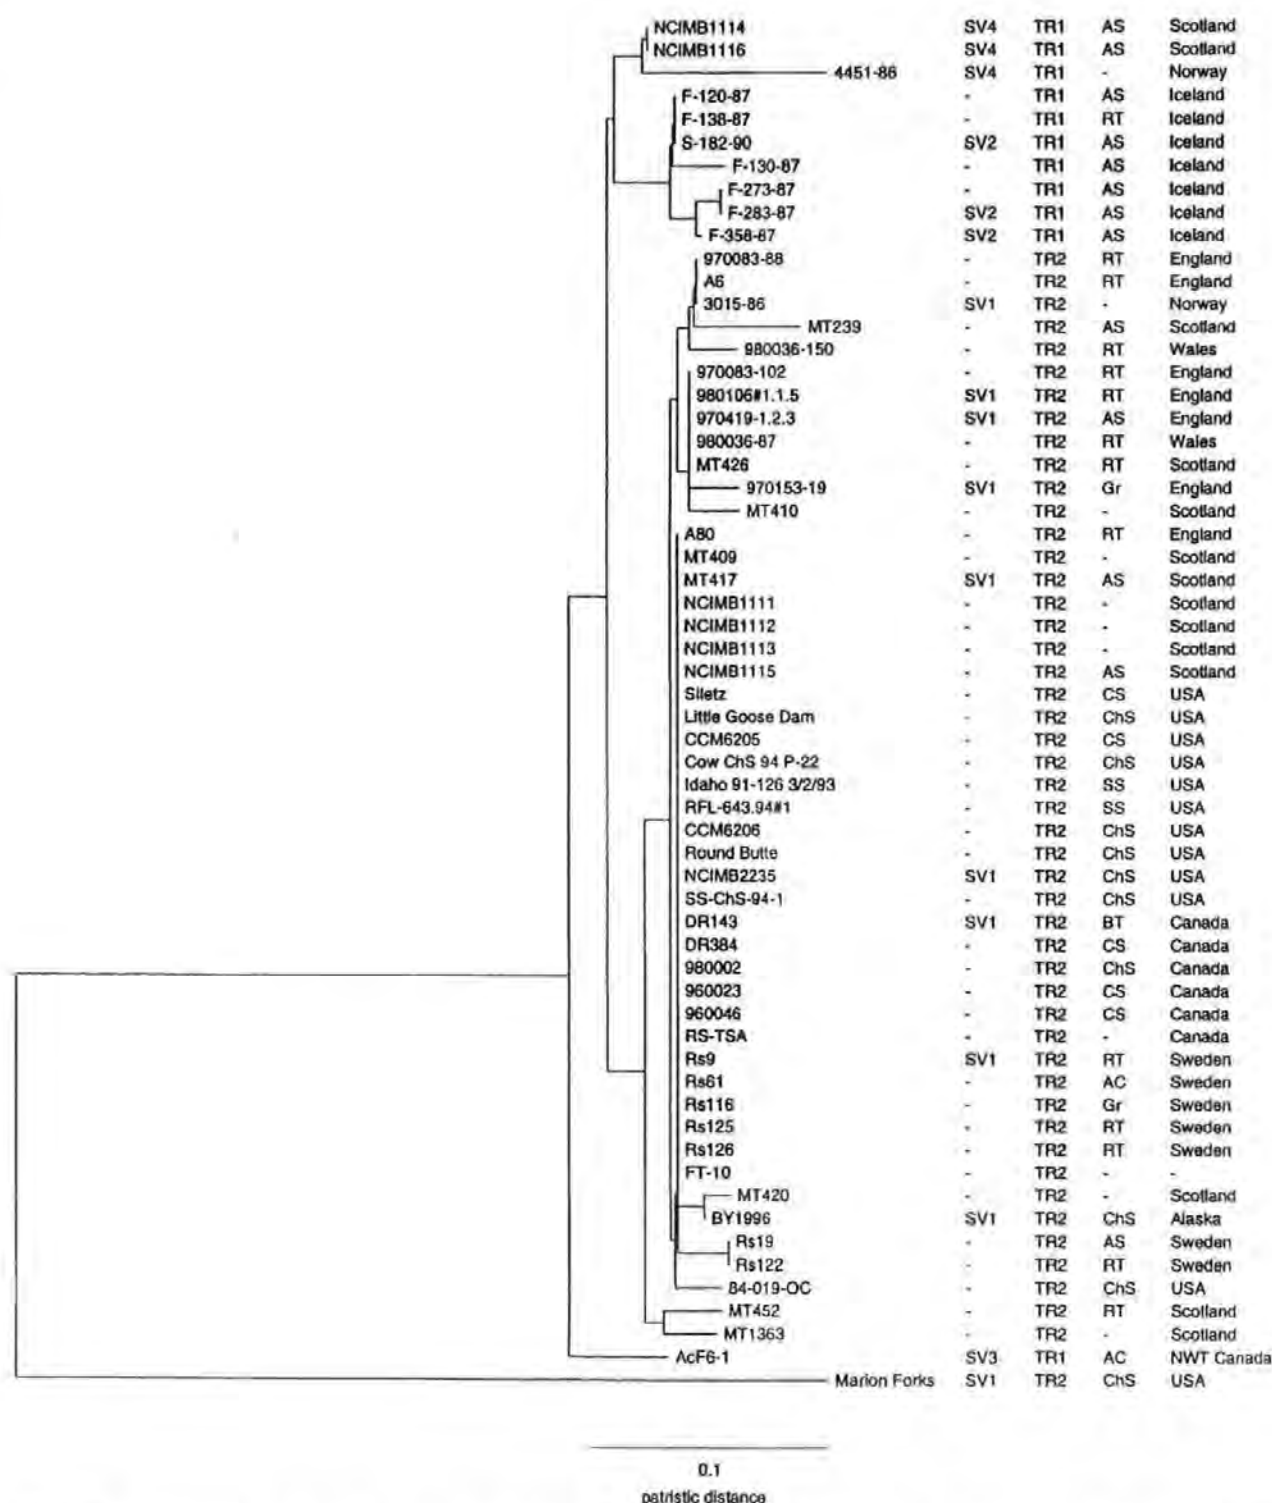 NCIMB1114 SV4 TR1 AS Scotland
NCIMB1116 SV4 TR1 AS Scotland
4451-86 SV4 TR1 - Norway
F-120-87 - TR1 AS Iceland
F-138-87 - TR1 RT Iceland
S-182-90 SV2 TR1 AS Iceland
F-130-87 - TR1 AS Iceland
F-273-87 - TR1 AS Iceland
F-283-87 SV2 TR1 AS Iceland
F-358-87 SV2 TR1 AS Iceland
970083-88 - TR2 RT England
A6 - TR2 RT England
3015-86 SV1 TR2 - Norway
MT239 - TR2 AS Scotland
980036-150 - TR2 RT Wales
970083-102 - TR2 RT England
980106#1.1.5 SV1 TR2 RT England
970419-1.2.3 SV1 TR2 AS England
980036-87 - TR2 RT Wales
MT426 - TR2 RT Scotland
970153-19 SV1 TR2 Gr England
MT410 - TR2 - Scotland
A80 - TR2 RT England
MT409 - TR2 - Scotland
MT417 SV1 TR2 AS Scotland
NCIMB1111 - TR2 - Scotland
NCIMB1112 - TR2 - Scotland
NCIMB1113 - TR2 - Scotland
NCIMB1115 - TR2 AS Scotland
Siletz - TR2 CS USA
Little Goose Dam - TR2 ChS USA
CCM6205 - TR2 CS USA
Cow ChS 94 P-22 - TR2 ChS USA
Idaho 91-126 3/2/93 - TR2 SS USA
RFL-643.94#1 - TR2 SS USA
CCM6206 - TR2 ChS USA
Round Butte - TR2 ChS USA
NCIMB2235 SV1 TR2 ChS USA
SS-ChS-94-1 - TR2 ChS USA
DR143 SV1 TR2 BT Canada
DR384 - TR2 CS Canada
980002 - TR2 ChS Canada
960023 - TR2 CS Canada
960046 - TR2 CS Canada
RS-TSA - TR2 - Canada
Rs9 SV1 TR2 RT Sweden
Rs61 - TR2 AC Sweden
Rs116 - TR2 Gr Sweden
Rs125 - TR2 RT Sweden
Rs126 - TR2 RT Sweden
FT-10 - TR2 - -
MT420 - TR2 - Scotland
BY1996 SV1 TR2 ChS Alaska
Rs19 - TR2 AS Sweden
Rs122 - TR2 RT Sweden
84-019-OC - TR2 ChS USA
MT452 - TR2 RT Scotland
MT1363 - TR2 - Scotland
AcF6-1 SV3 TR1 AC NWT Canada
Marion Forks SV1 TR2 ChS USA
0.1
patristic distance